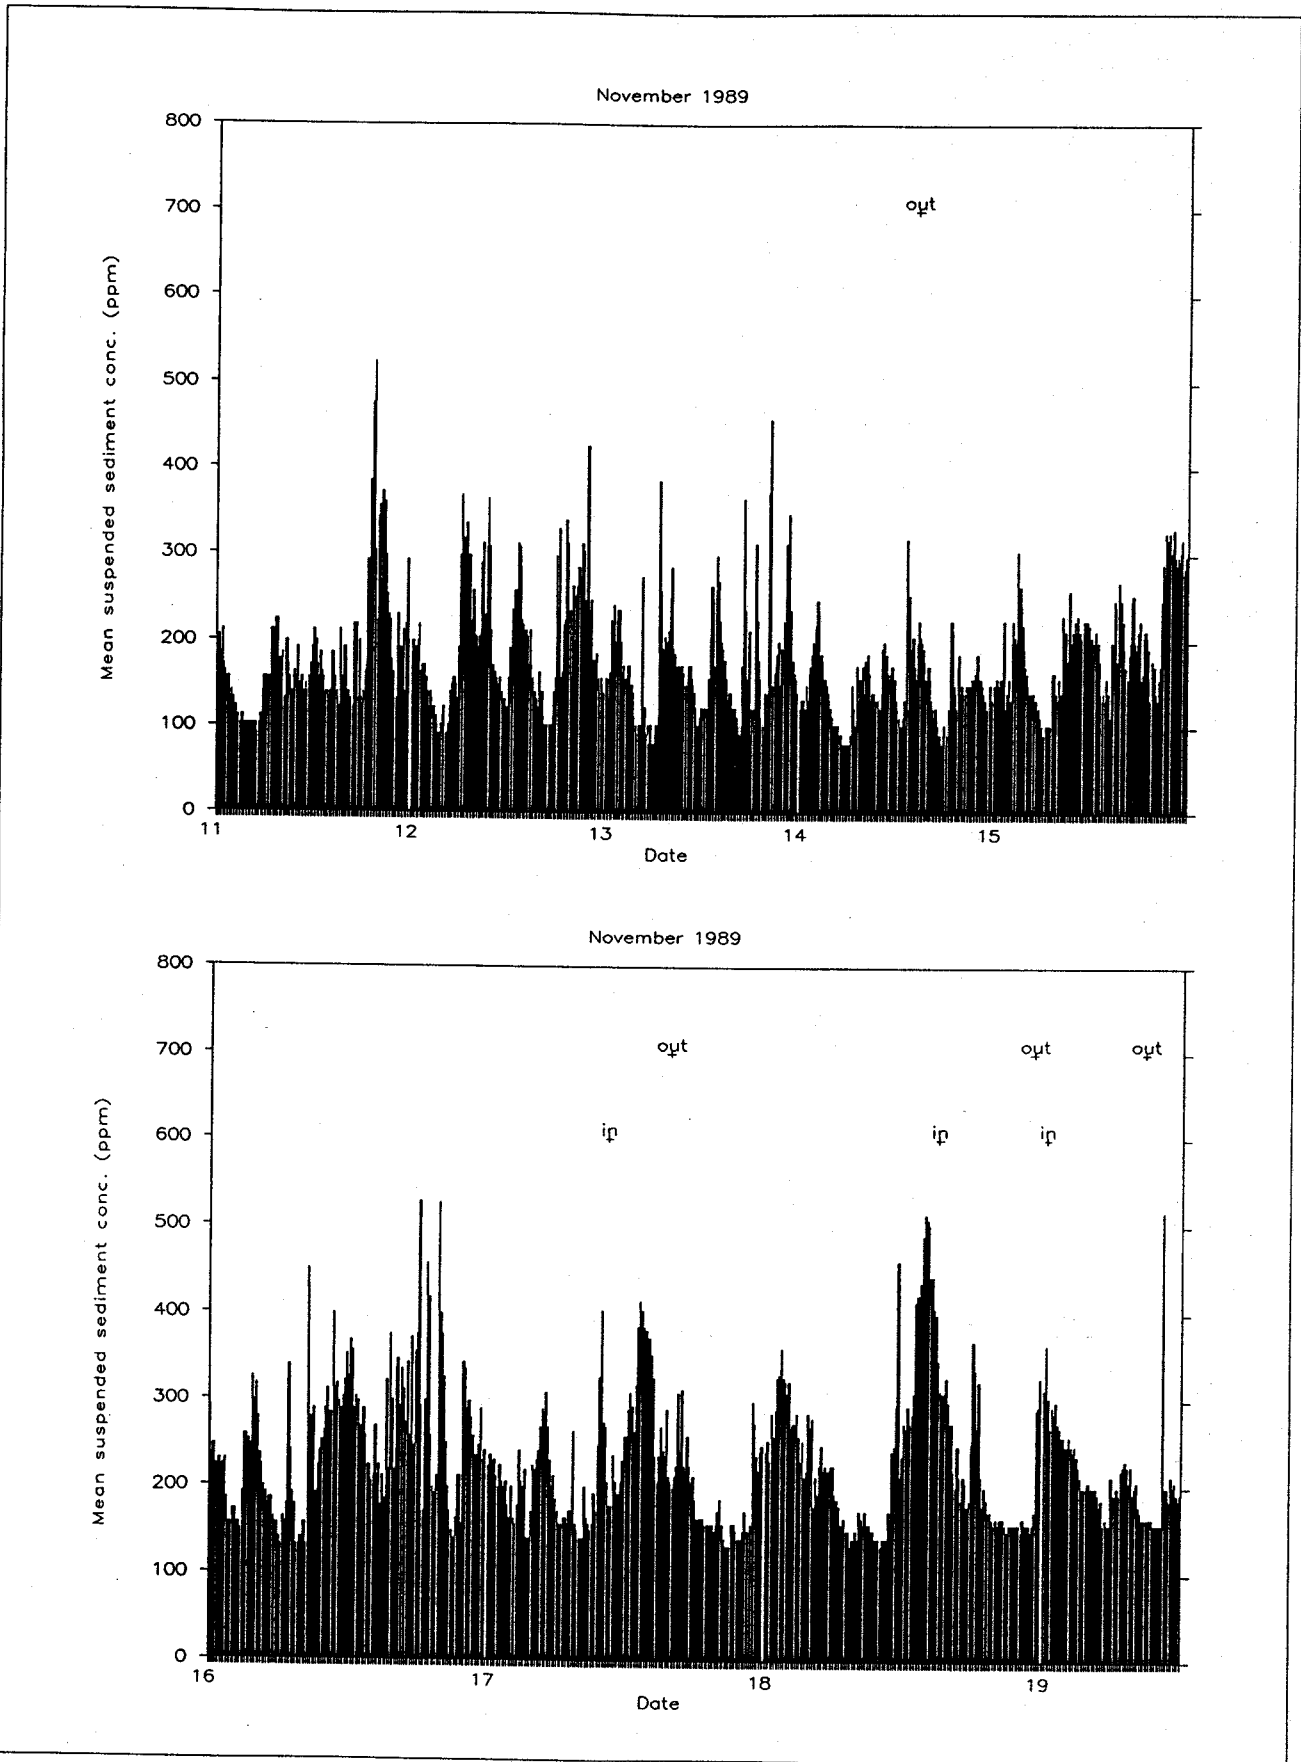 November 1989
800
700
out
600
500
400
300
200
100
0
Mean suspended sediment conc. (ppm)
11 12 13 14 15
Date
November 1989
800
700
out out out
600
in in in
500
400
300
200
100
0
Mean suspended sediment conc. (ppm)
16 17 18 19
Date